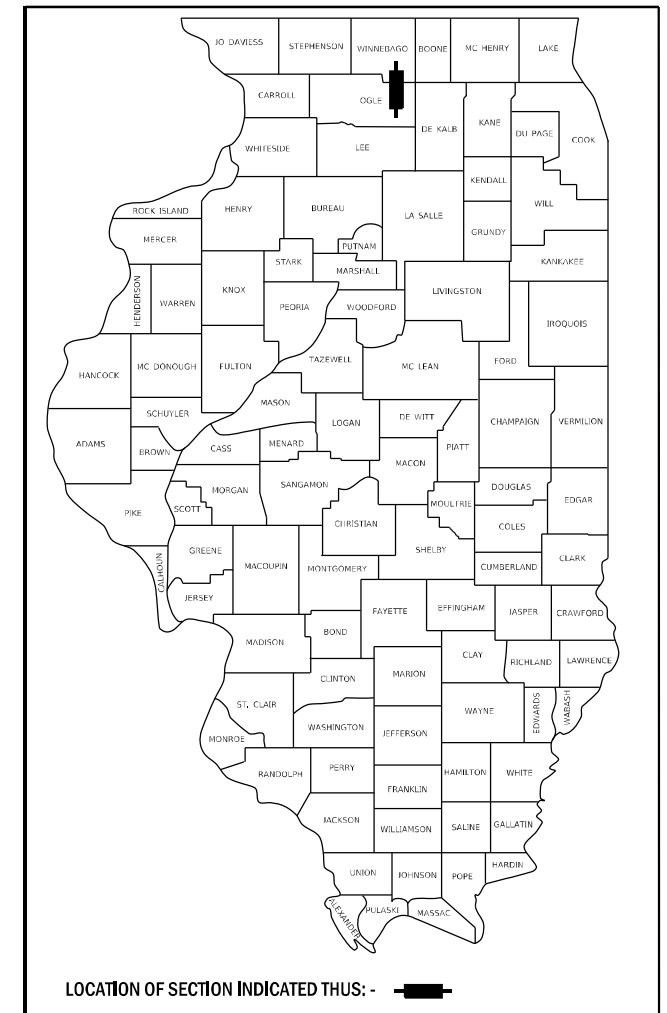 JO DAVIESS STEPHENSON WINNEBAGO BOONE MC HENRY LAKE
CARROLL OGLE
DE KALB KANE DU PAGE COOK
WHITESIDE LEE
KENDALL
ROCK ISLAND HENRY BUREAU LA SALLE WILL
MERCER PUTNAM GRUNDY
STARK MARSHALL KANKAKEE
HENDERSON WARREN KNOX PEORIA WOODFORD LIVINGSTON
IROQUOIS
HANCOCK MC DONOUGH FULTON TAZEWELL MC LEAN FORD
MASON
SCHUYLER LOGAN DE WITT CHAMPAIGN VERMILION
ADAMS BROWN CASS MENARD PIATT
MACON
MORGAN SANGAMON DOUGLAS
PIKE SCOTT MOULTRIE EDGAR
CHRISTIAN COLES
GREENE SHELBY
CALHOUN MACOUPIN MONTGOMERY CUMBERLAND CLARK
JERSEY
FAYETTE EFFINGHAM JASPER CRAWFORD
MADISON BOND
CLAY RICHLAND LAWRENCE
CLINTON MARION
ST. CLAIR WAYNE EDWARDS WABASH
WASHINGTON JEFFERSON
MONROE
RANDOLPH PERRY HAMILTON WHITE
FRANKLIN
JACKSON WILLIAMSON SALINE GALLATIN
UNION JOHNSON POPE HARDIN
ALEXANDER PULASKI MASSAC
LOCATION OF SECTION INDICATED THUS: -